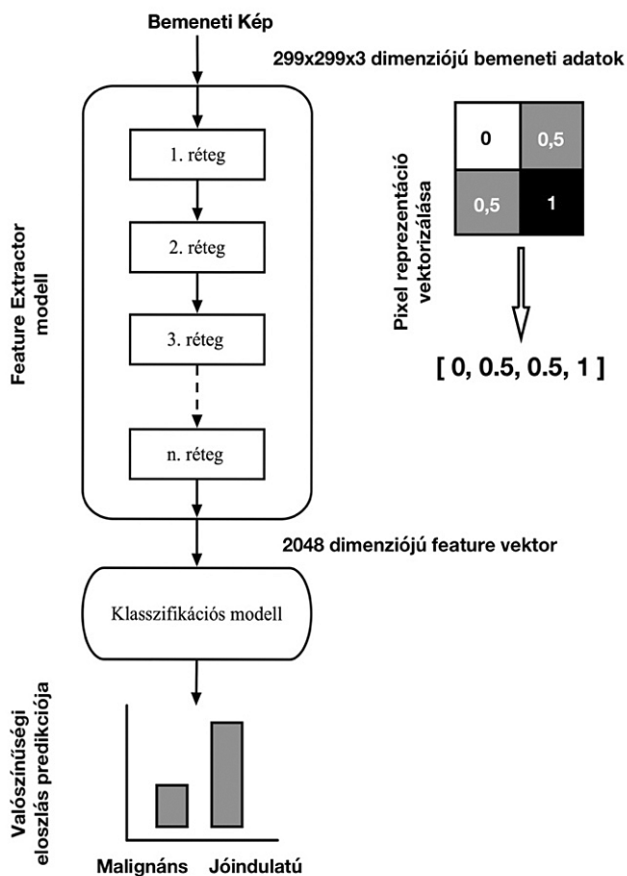 Bemeneti Kép
299x299x3 dimenziójú bemeneti adatok
Feature Extractor
modell
1. réteg
2. réteg
3. réteg
n. réteg
Pixel reprezentáció
vektorizálása
0
0,5
0,5
1
[ 0, 0.5, 0.5, 1 ]
2048 dimenziójú feature vektor
Klasszifikációs modell
Valószínűségi
eloszlás predikciója
Malignáns
Jóindulatú